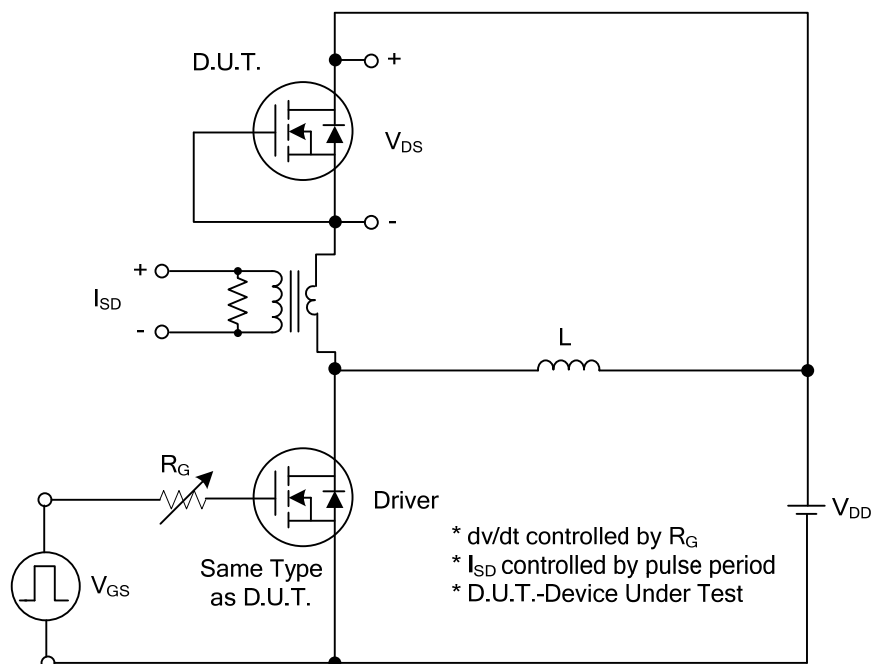 D.U.T.
+
V_DS
-
+
I_SD
-
L
R_G
Driver
V_DD
V_GS
Same Type
as D.U.T.
* dv/dt controlled by R_G
* I_SD controlled by pulse period
* D.U.T.-Device Under Test